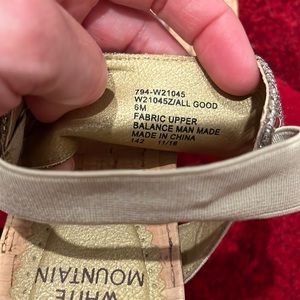 794-W21045
W21045Z/ALL GOOD
6M
FABRIC UPPER
BALANCE MAN MADE
MADE IN CHINA
142 11/16
WHITE
MOUNTAIN